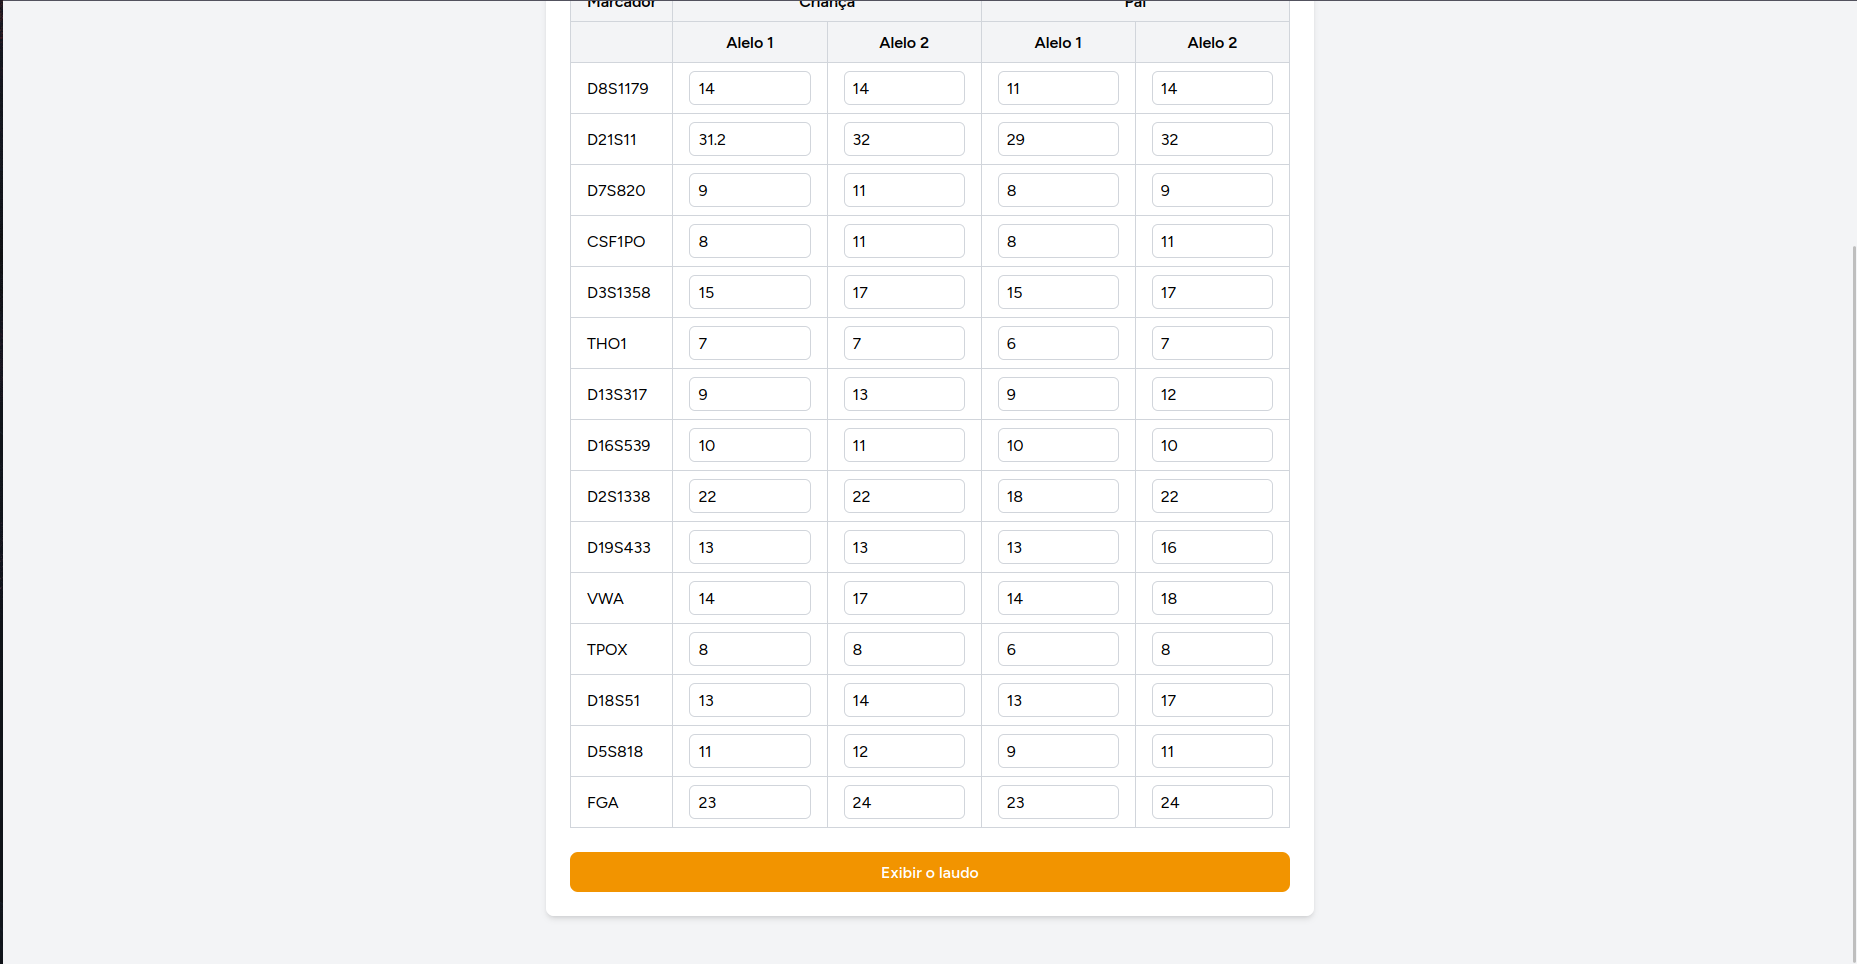 Marcador Criança Pai
Alelo 1 Alelo 2 Alelo 1 Alelo 2
D8S1179 14 14 11 14
D21S11 31.2 32 29 32
D7S820 9 11 8 9
CSF1PO 8 11 8 11
D3S1358 15 17 15 17
THO1 7 7 6 7
D13S317 9 13 9 12
D16S539 10 11 10 10
D2S1338 22 22 18 22
D19S433 13 13 13 16
VWA 14 17 14 18
TPOX 8 8 6 8
D18S51 13 14 13 17
D5S818 11 12 9 11
FGA 23 24 23 24
Exibir o laudo